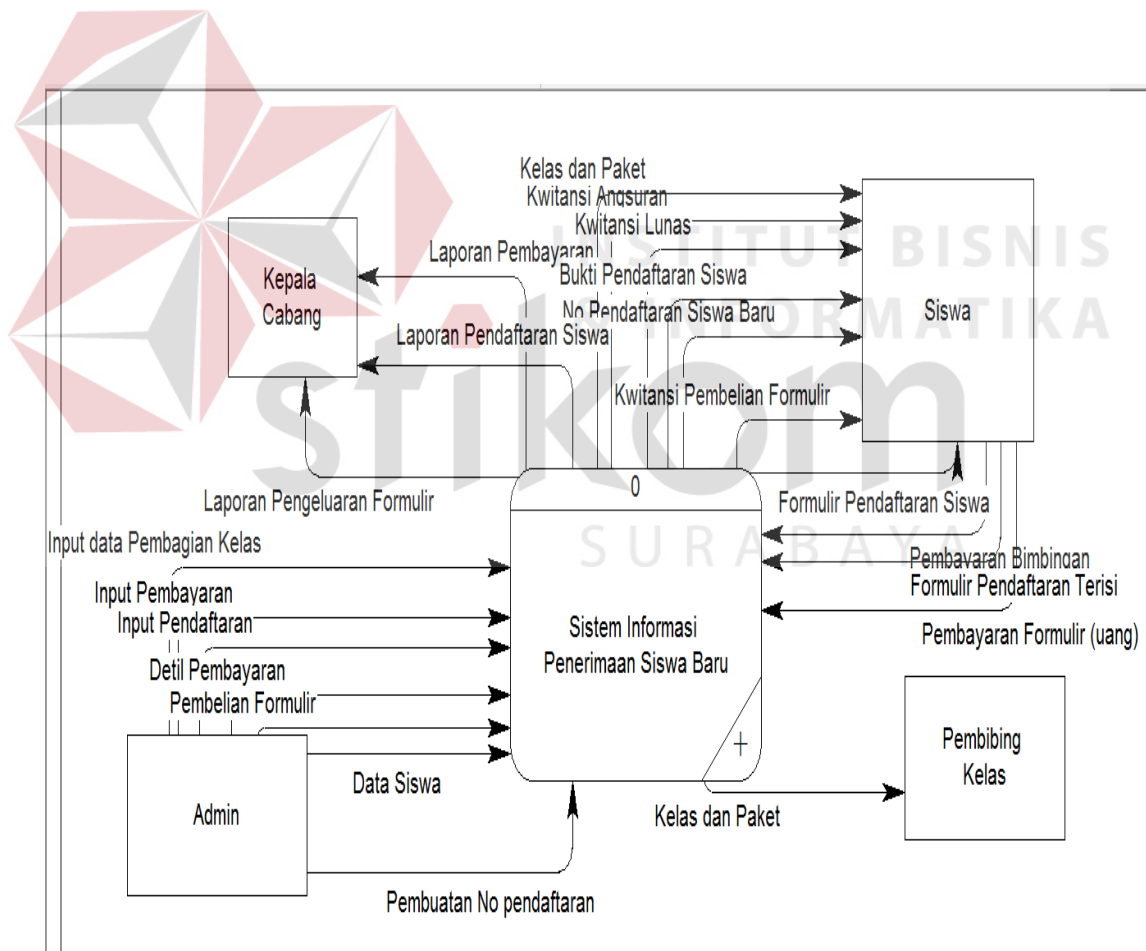 Kelas dan Paket
Kwitansi Angsuran
Kwitansi Lunas
Laporan Pembayaran
Bukti Pendaftaran Siswa
No Pendaftaran Siswa Baru
INSTITUT BISNIS
& INFORMATIKA
stikom
SURABAYA
Kepala
Cabang
Siswa
Laporan Pendaftaran Siswa
Kwitansi Pembelian Formulir
0
Laporan Pengeluaran Formulir
Formulir Pendaftaran Siswa
Input data Pembagian Kelas
Pembayaran Bimbingan
Formulir Pendaftaran Terisi
Pembayaran Formulir (uang)
Input Pembayaran
Input Pendaftaran
Detil Pembayaran
Pembelian Formulir
Sistem Informasi
Penerimaan Siswa Baru
+
Data Siswa
Admin
Pembibing
Kelas
Kelas dan Paket
Pembuatan No pendaftaran